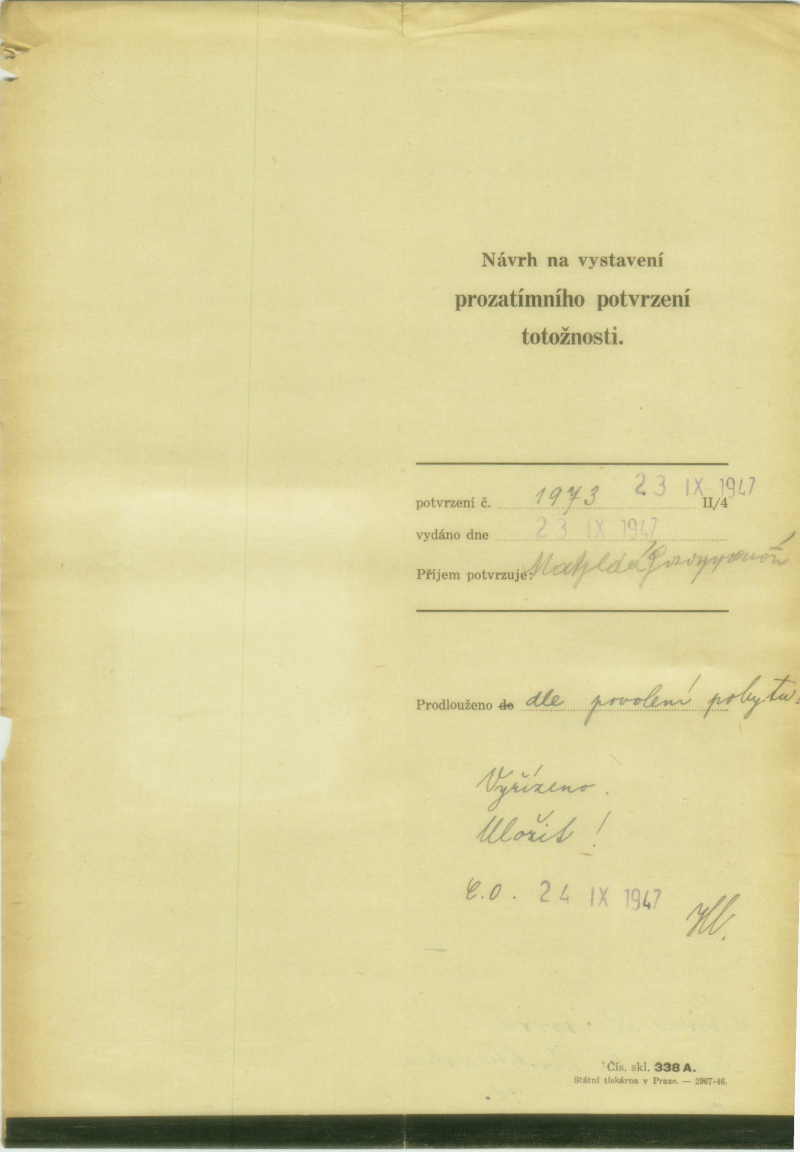 Návrh na vystavení
prozatímního potvrzení
totožnosti.
potvrzení č. 1973 23 IX 1947 II/4
vydáno dne 23 IX 1947
Příjem potvrzuje: Matylda
Prodlouženo do dle povolení pobytu.
Vyřízeno.
Uložit!
E.O. 24 IX 1947
Čís. skl. 338 A.
Státní tiskárna v Praze. — 2967-46.